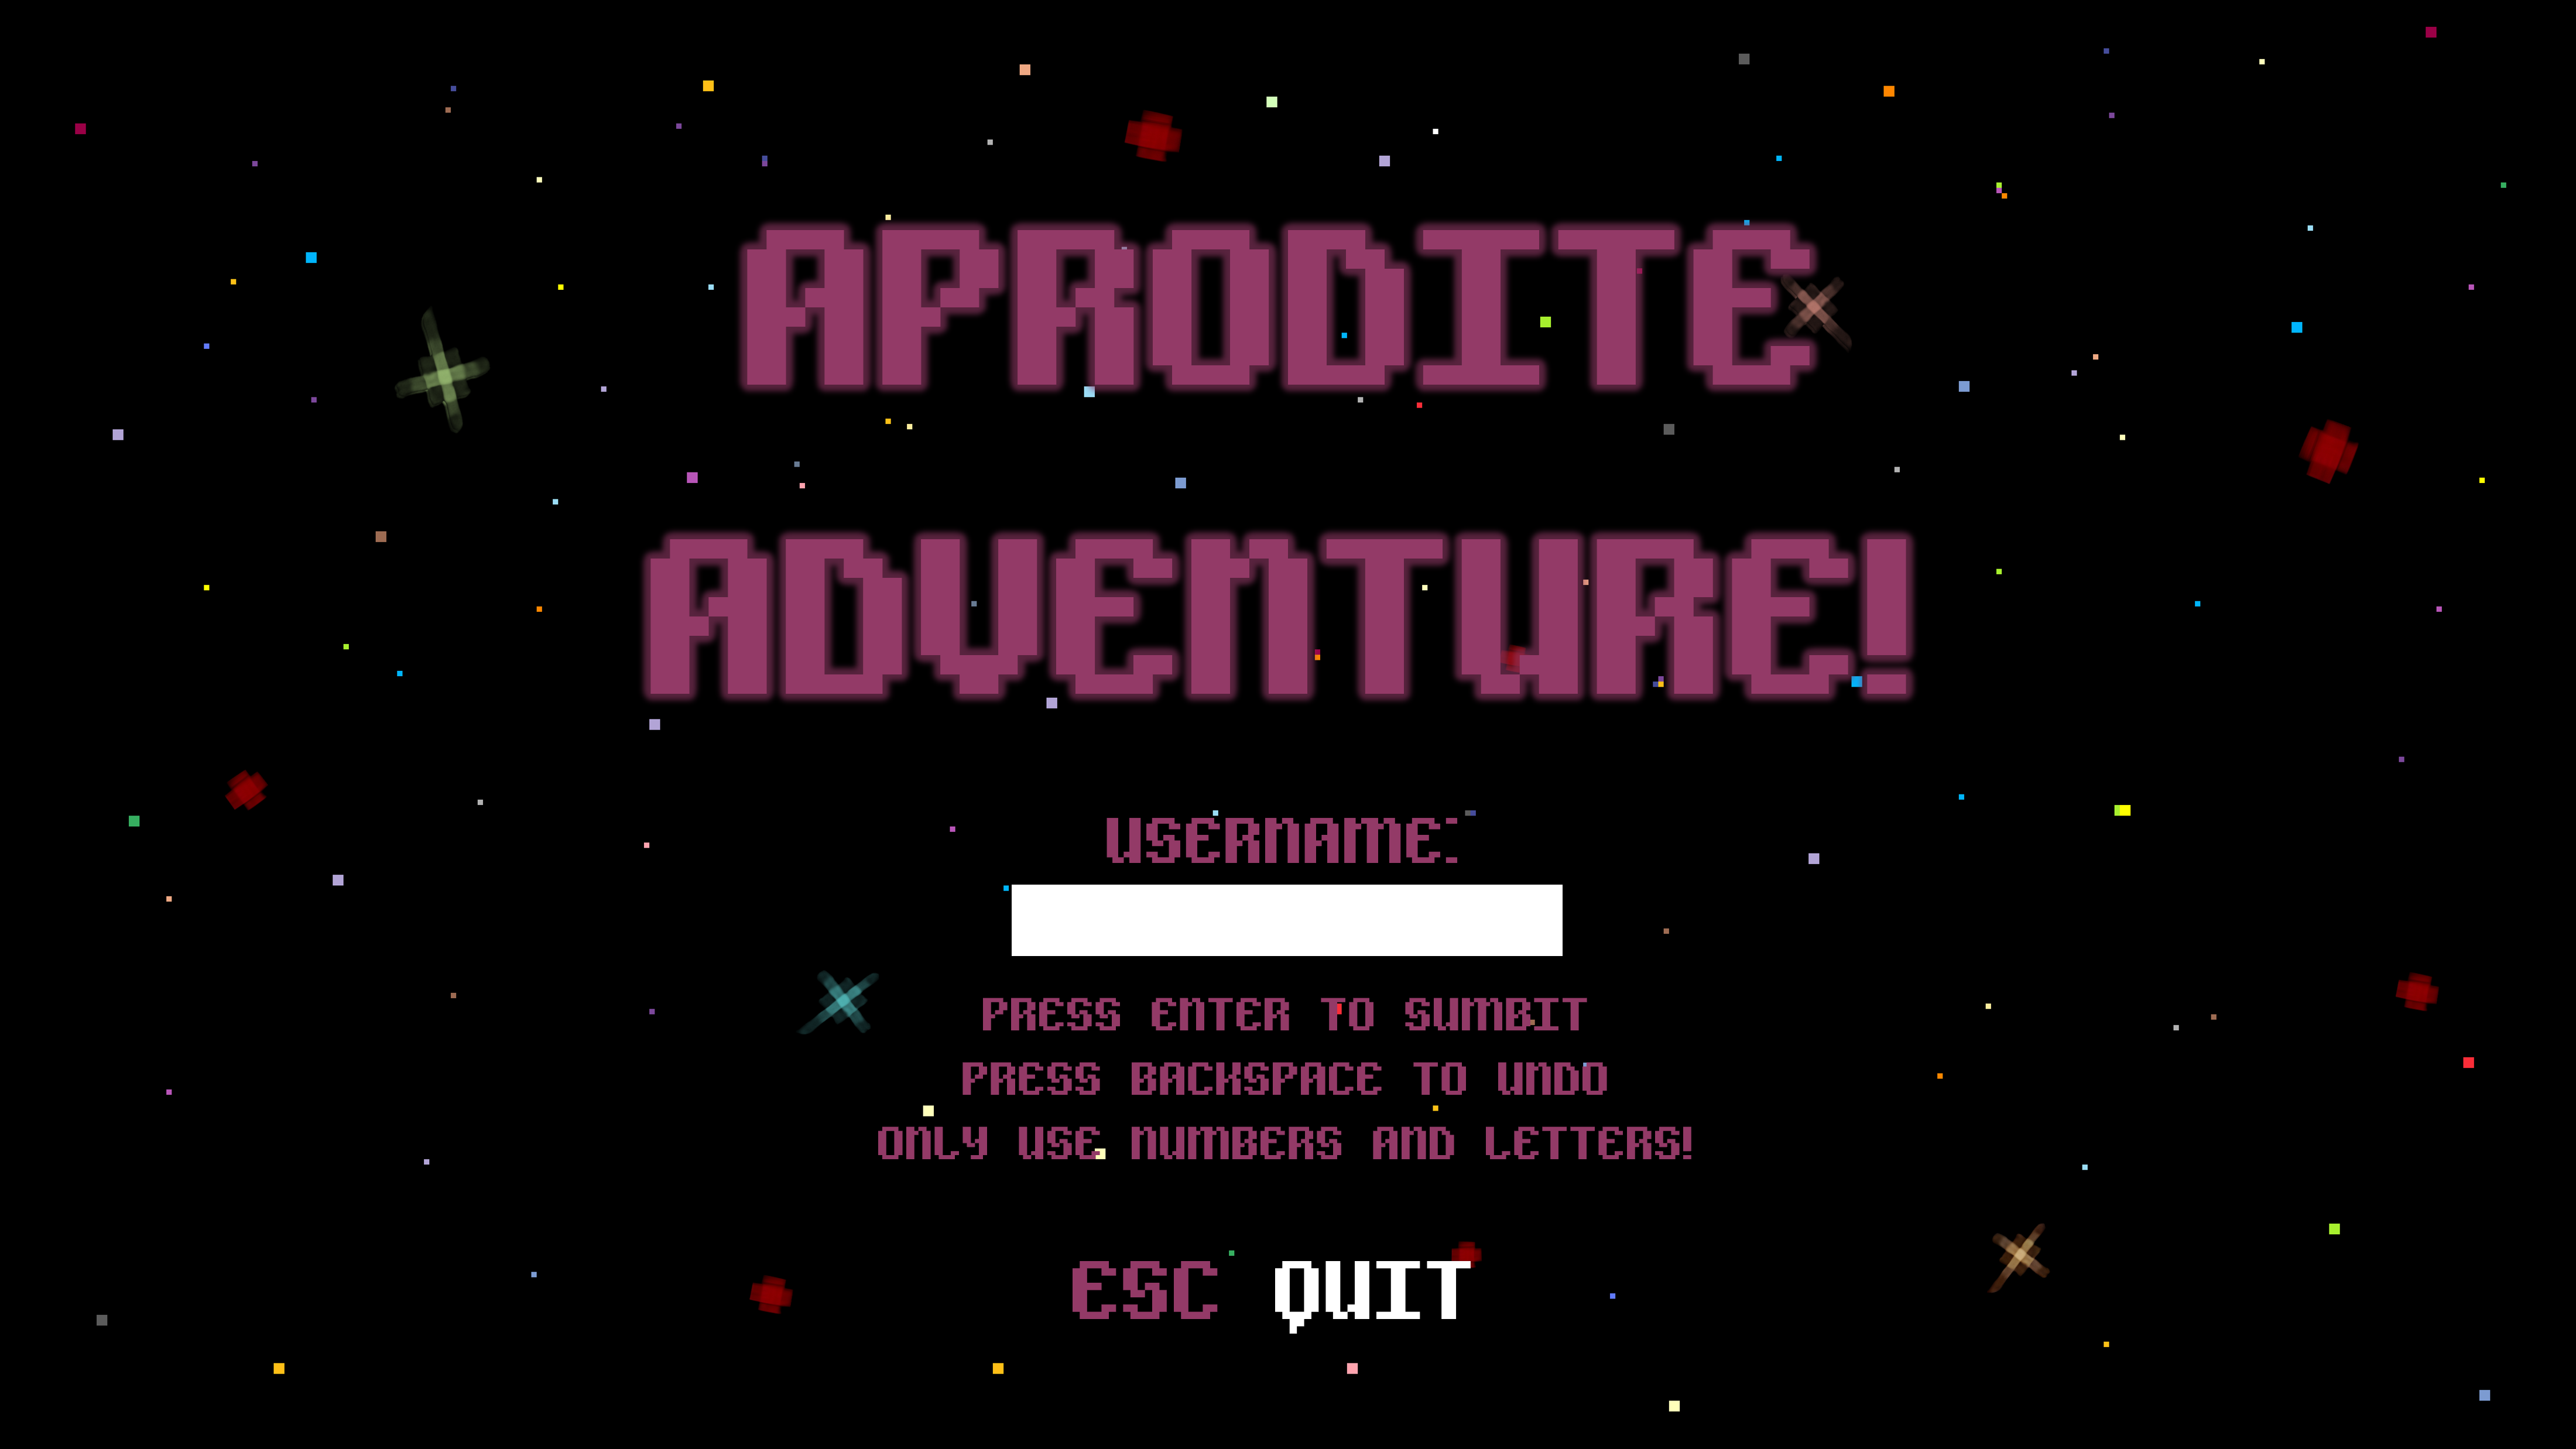 APRODITE
ADVENTURE!
USERNAME:
PRESS ENTER TO SUMBIT
PRESS BACKSPACE TO UNDO
ONLY USE NUMBERS AND LETTERS!
ESC QUIT